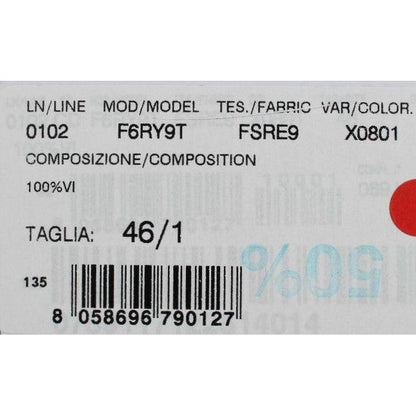 LN/LINE MOD/MODEL TES./FABRIC VAR/COLOR.
0102 F6RY9T FSRE9 X0801
COMPOSIZIONE/COMPOSITION
100%VI
TAGLIA: 46/1
50%
135
8 058696 790127